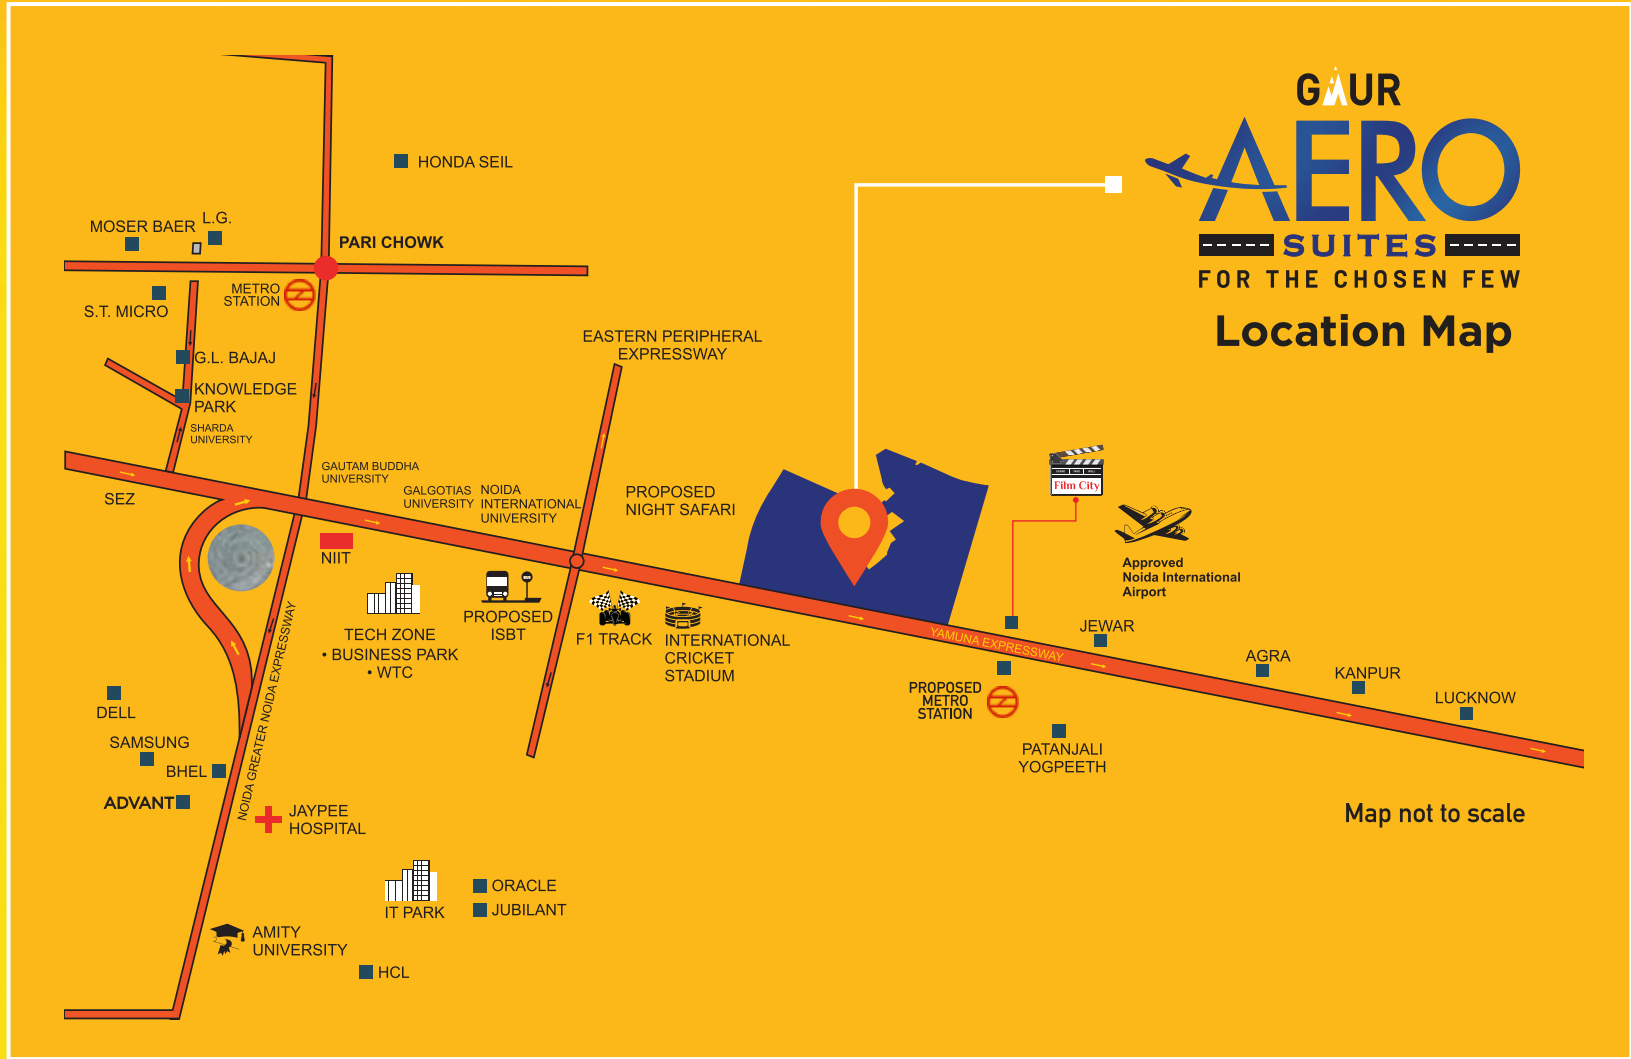 GAUR
AERO
SUITES
FOR THE CHOSEN FEW
Location Map
HONDA SEIL
MOSER BAER
L.G.
PARI CHOWK
METRO
STATION
S.T. MICRO
G.L. BAJAJ
KNOWLEDGE
PARK
SHARDA
UNIVERSITY
EASTERN PERIPHERAL
EXPRESSWAY
SEZ
GAUTAM BUDDHA
UNIVERSITY
GALGOTIAS
UNIVERSITY
NOIDA
INTERNATIONAL
UNIVERSITY
PROPOSED
NIGHT SAFARI
Film City
Approved
Noida International
Airport
NIIT
TECH ZONE
• BUSINESS PARK
• WTC
BUS
PROPOSED
ISBT
F1 TRACK
INTERNATIONAL
CRICKET
STADIUM
YAMUNA EXPRESSWAY
JEWAR
AGRA
KANPUR
LUCKNOW
PROPOSED
METRO
STATION
PATANJALI
YOGPEETH
NOIDA GREATER NOIDA EXPRESSWAY
DELL
SAMSUNG
BHEL
ADVANT
JAYPEE
HOSPITAL
IT PARK
ORACLE
JUBILANT
AMITY
UNIVERSITY
HCL
Map not to scale